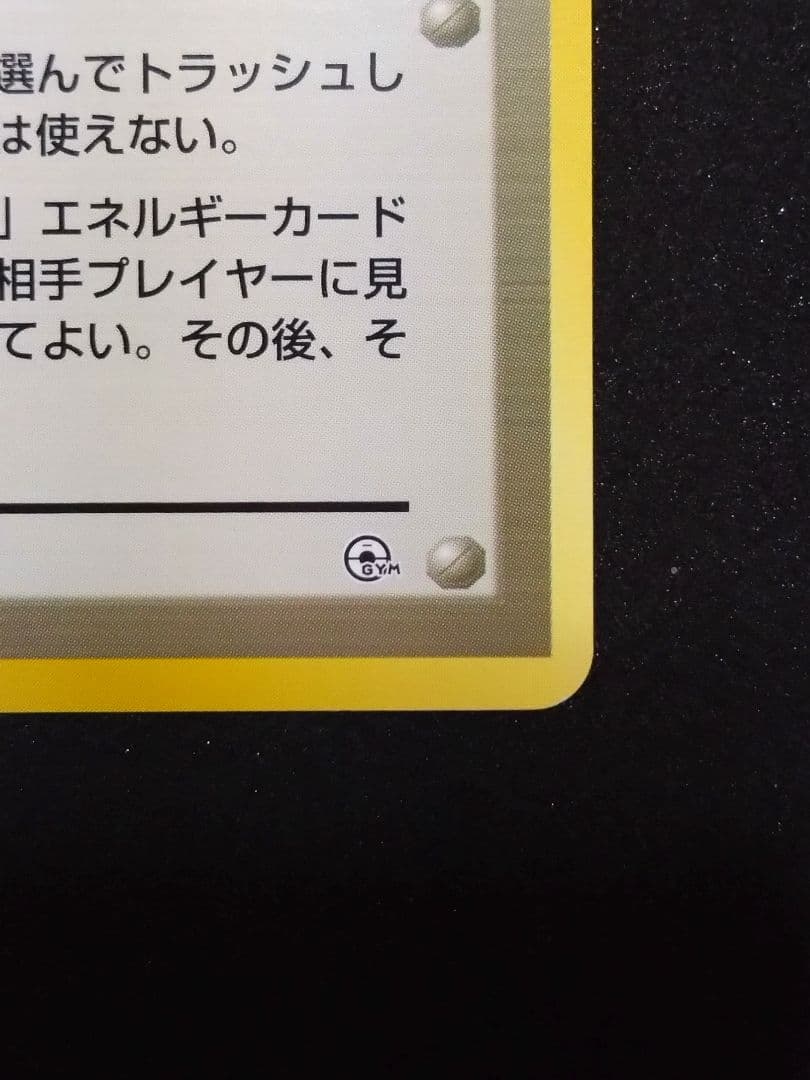 選んでトラッシュし
は使えない。
」エネルギーカード
相手プレイヤーに見
てよい。その後、そ
GYM